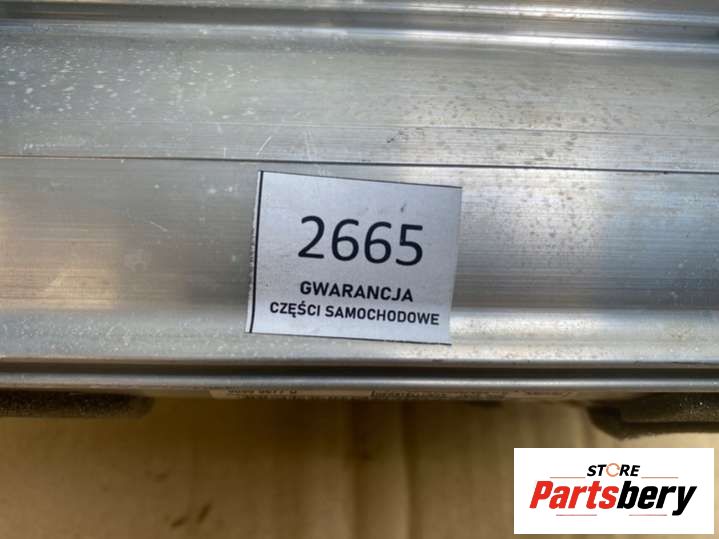 2665
GWARANCJA
CZĘŚCI SAMOCHODOWE
STORE
Partsbery